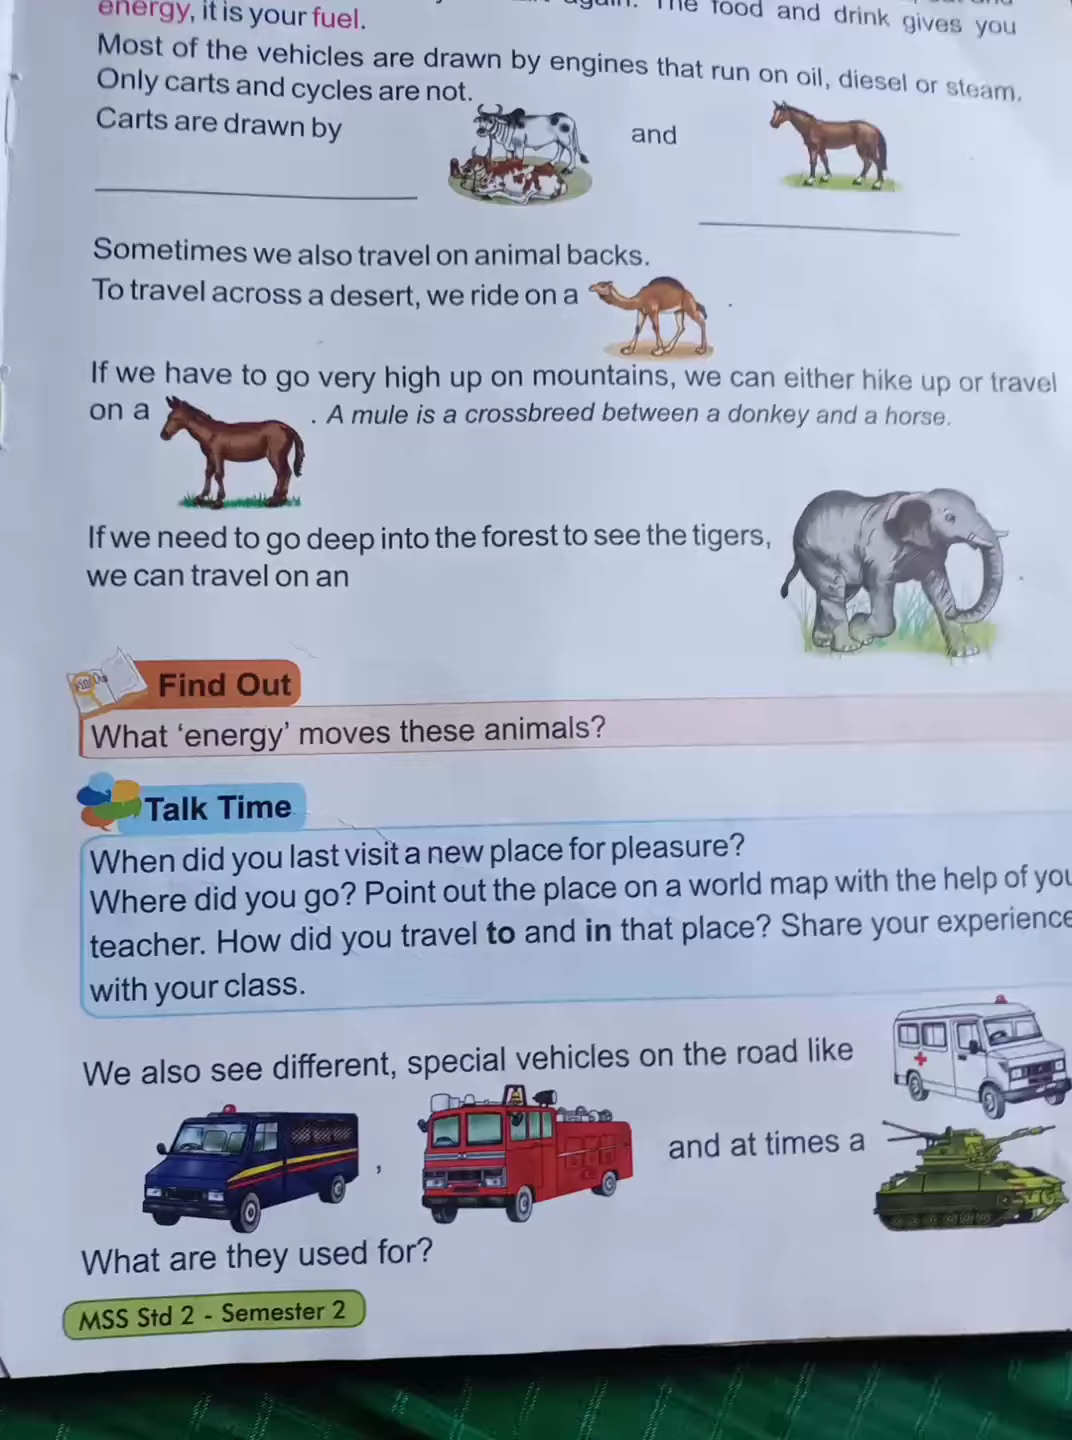 energy, it is your fuel.
again. The food and drink gives you
Most of the vehicles are drawn by engines that run on oil, diesel or steam.
Only carts and cycles are not.
Carts are drawn by and
Sometimes we also travel on animal backs.
To travel across a desert, we ride on a .
If we have to go very high up on mountains, we can either hike up or travel
on a . A mule is a crossbreed between a donkey and a horse.
If we need to go deep into the forest to see the tigers,
we can travel on an .
Find Out
What ‘energy’ moves these animals?
Talk Time
When did you last visit a new place for pleasure?
Where did you go? Point out the place on a world map with the help of you
teacher. How did you travel to and in that place? Share your experience
with your class.
We also see different, special vehicles on the road like
, and at times a
What are they used for?
MSS Std 2 - Semester 2